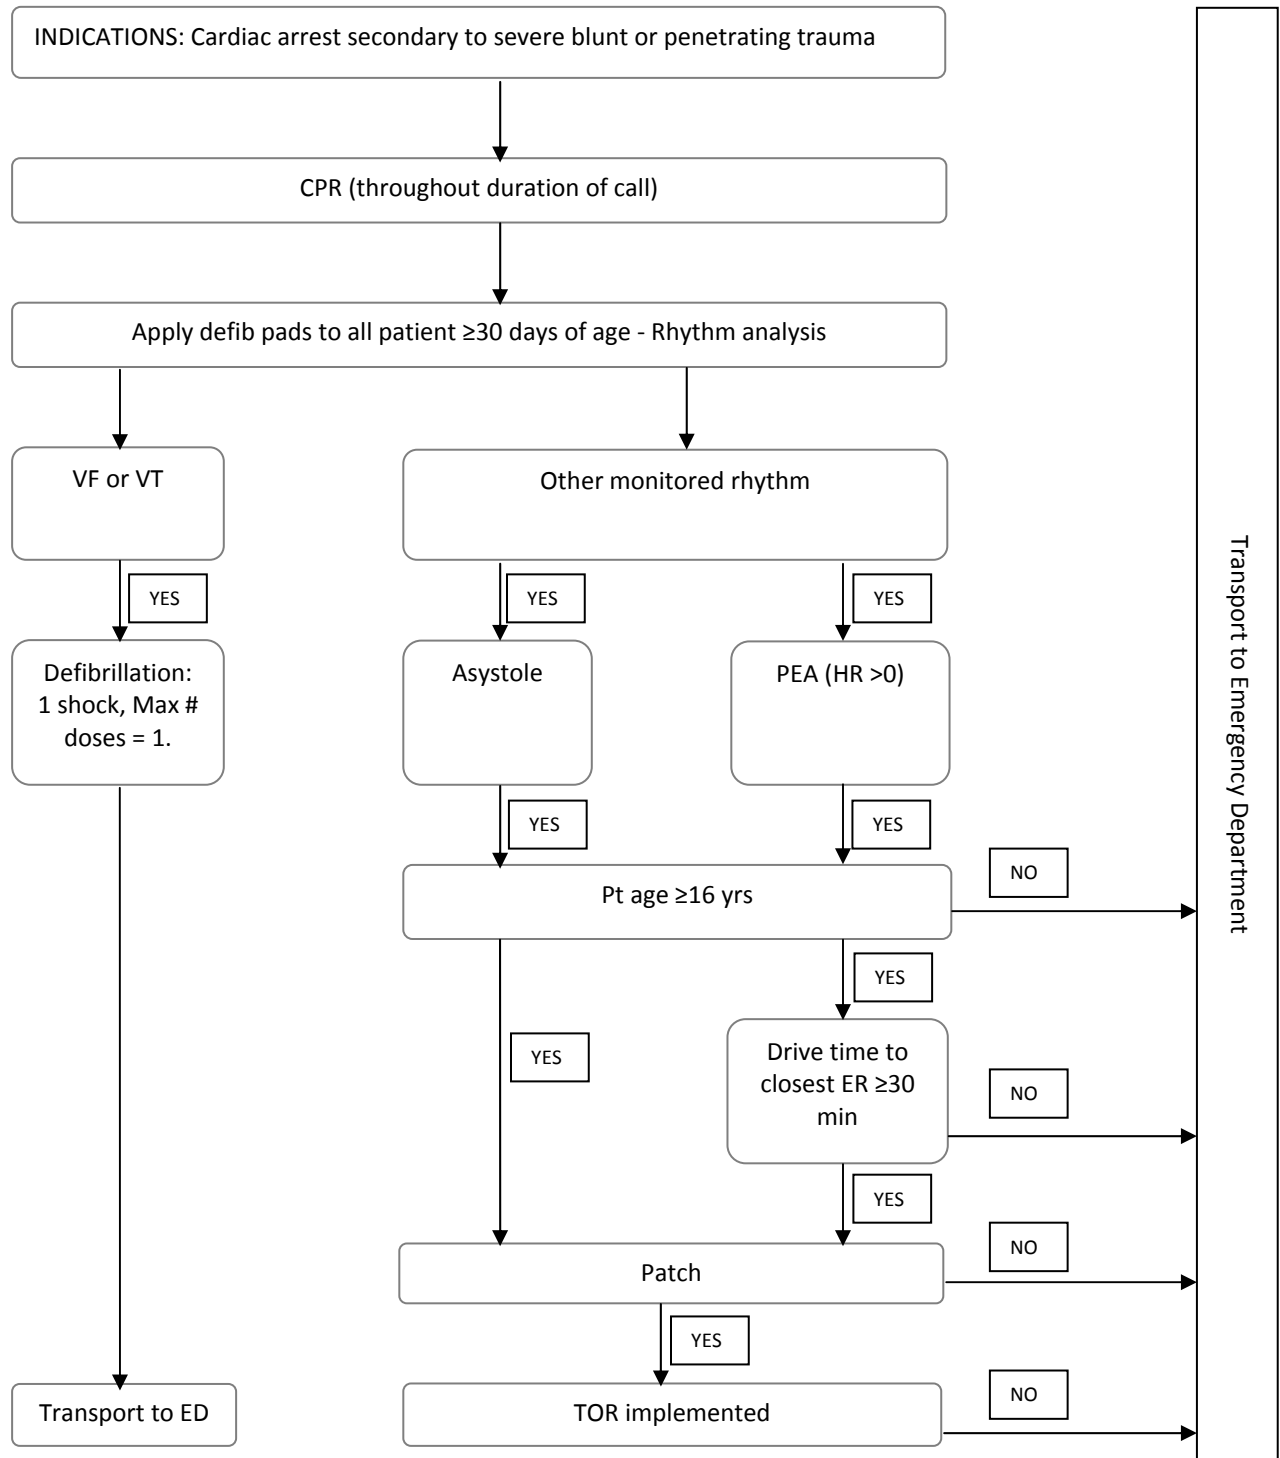 INDICATIONS: Cardiac arrest secondary to severe blunt or penetrating trauma
CPR (throughout duration of call)
Apply defib pads to all patient ≥30 days of age - Rhythm analysis
VF or VT
Other monitored rhythm
YES
YES
YES
Defibrillation:
1 shock, Max #
doses = 1.
Asystole
PEA (HR >0)
YES
YES
Pt age ≥16 yrs
NO
YES
YES
Drive time to
closest ER ≥30
min
NO
YES
Patch
NO
YES
Transport to ED
TOR implemented
NO
Transport to Emergency Department